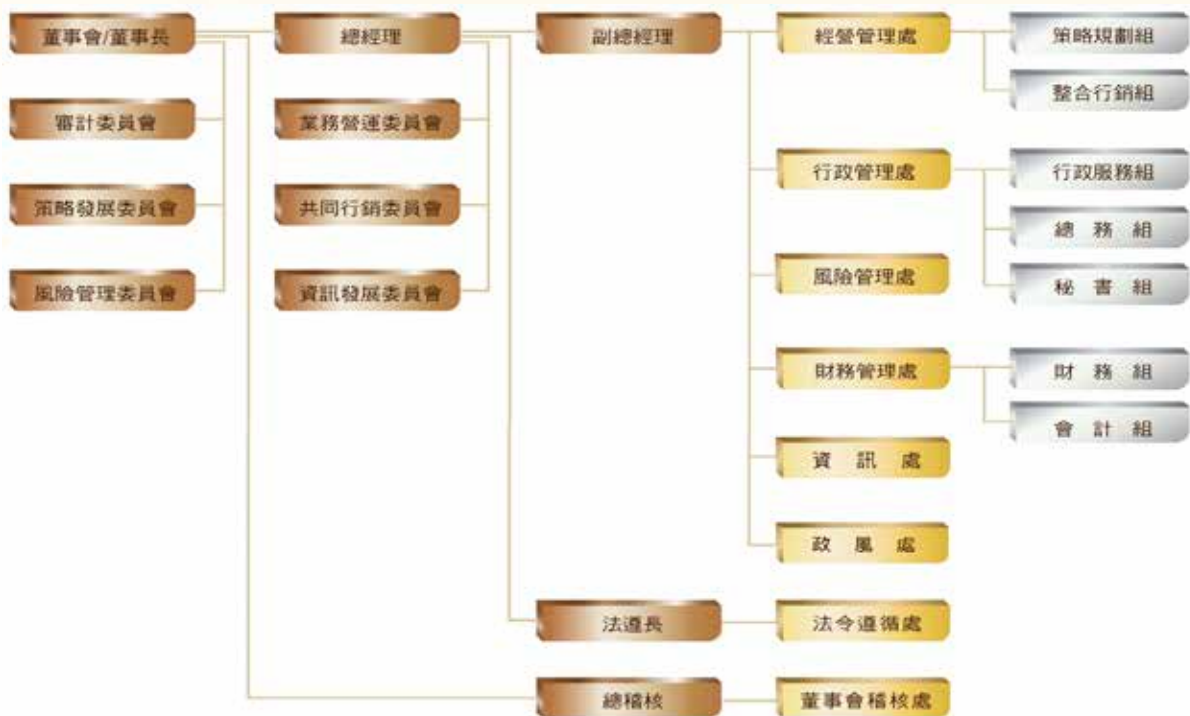 董事會/董事長
總經理
副總經理
經營管理處
策略規劃組
整合行銷組
審計委員會
業務營運委員會
行政管理處
行政服務組
策略發展委員會
共同行銷委員會
總務組
風險管理處
風險管理委員會
資訊發展委員會
秘書組
財務管理處
財務組
會計組
資訊處
政風處
法遵長
法令遵循處
總稽核
董事會稽核處